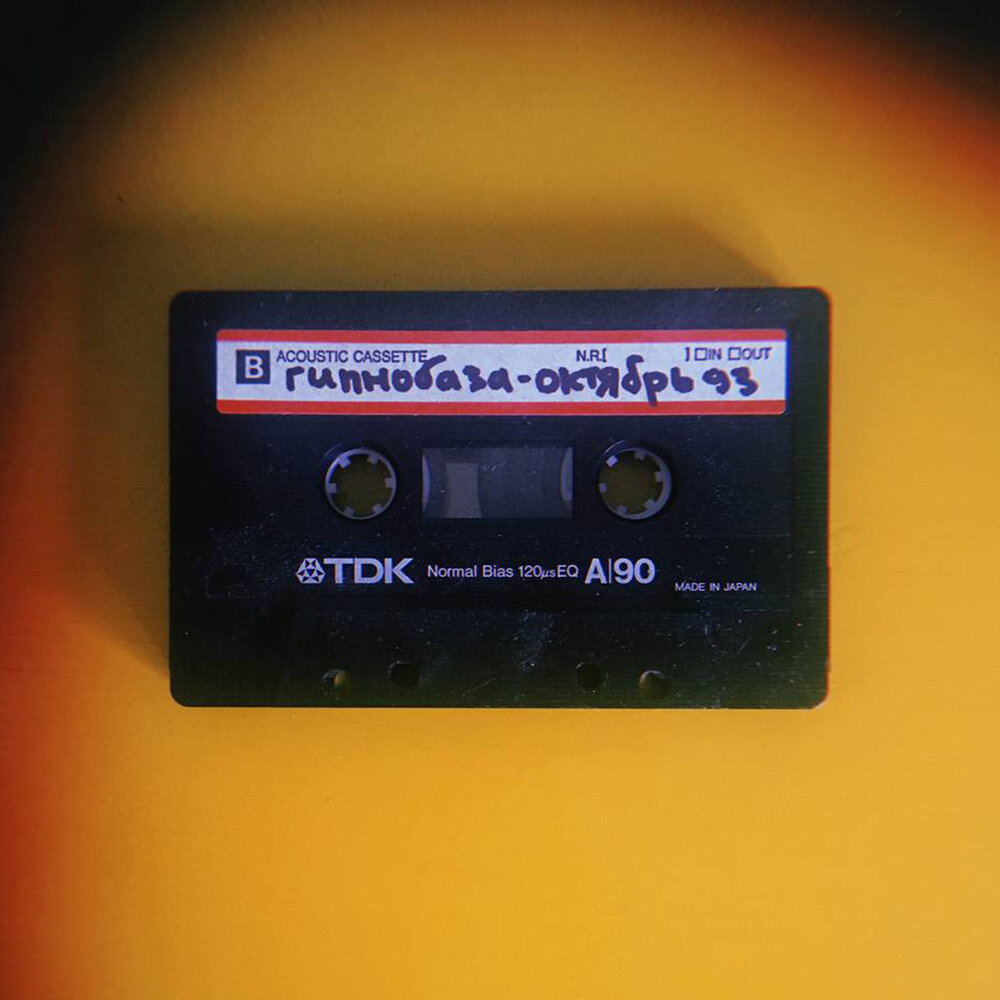 B ACOUSTIC CASSETTE N.R.[ ] □IN □OUT
гипнобаза-октябрь 93
TDK Normal Bias 120µs EQ A|90
MADE IN JAPAN